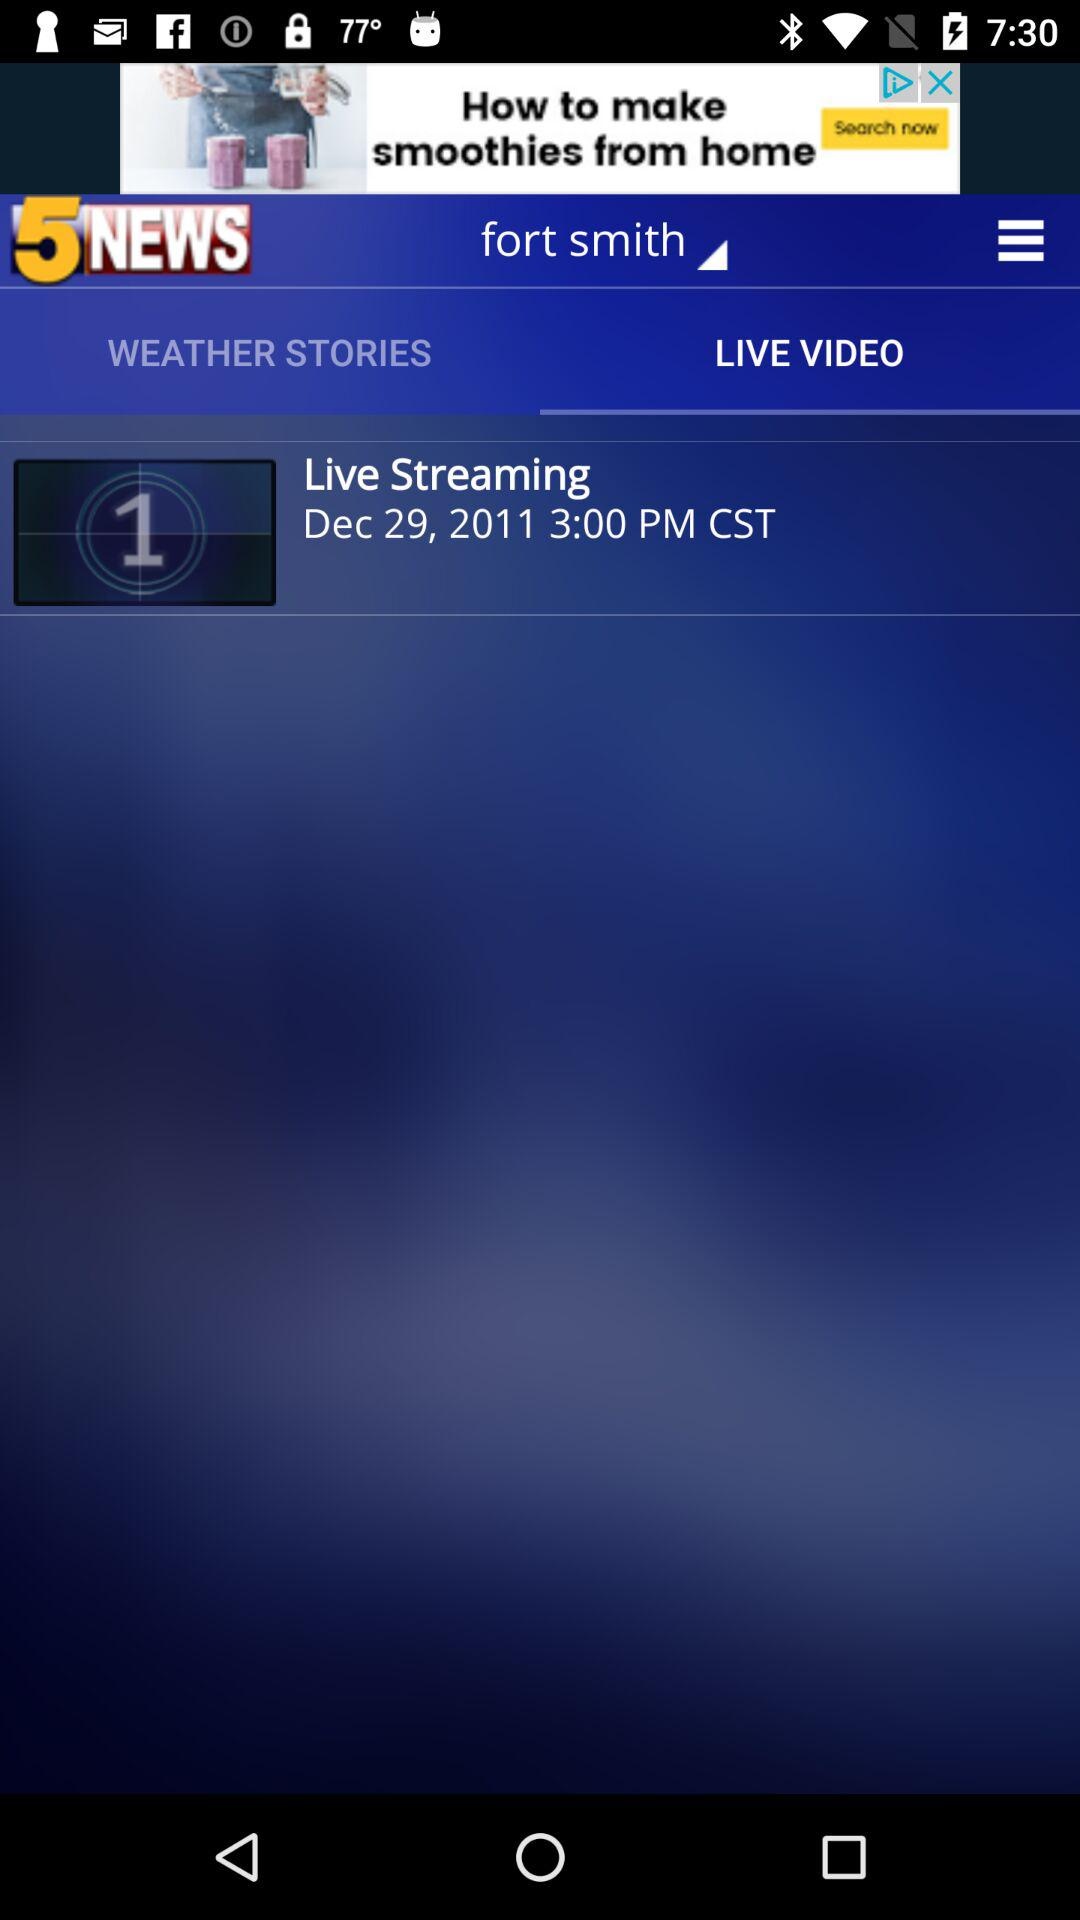 77° 7:30
How to make
smoothies from home
Search now
5NEWS
fort smith
WEATHER STORIES LIVE VIDEO
1
Live Streaming
Dec 29, 2011 3:00 PM CST